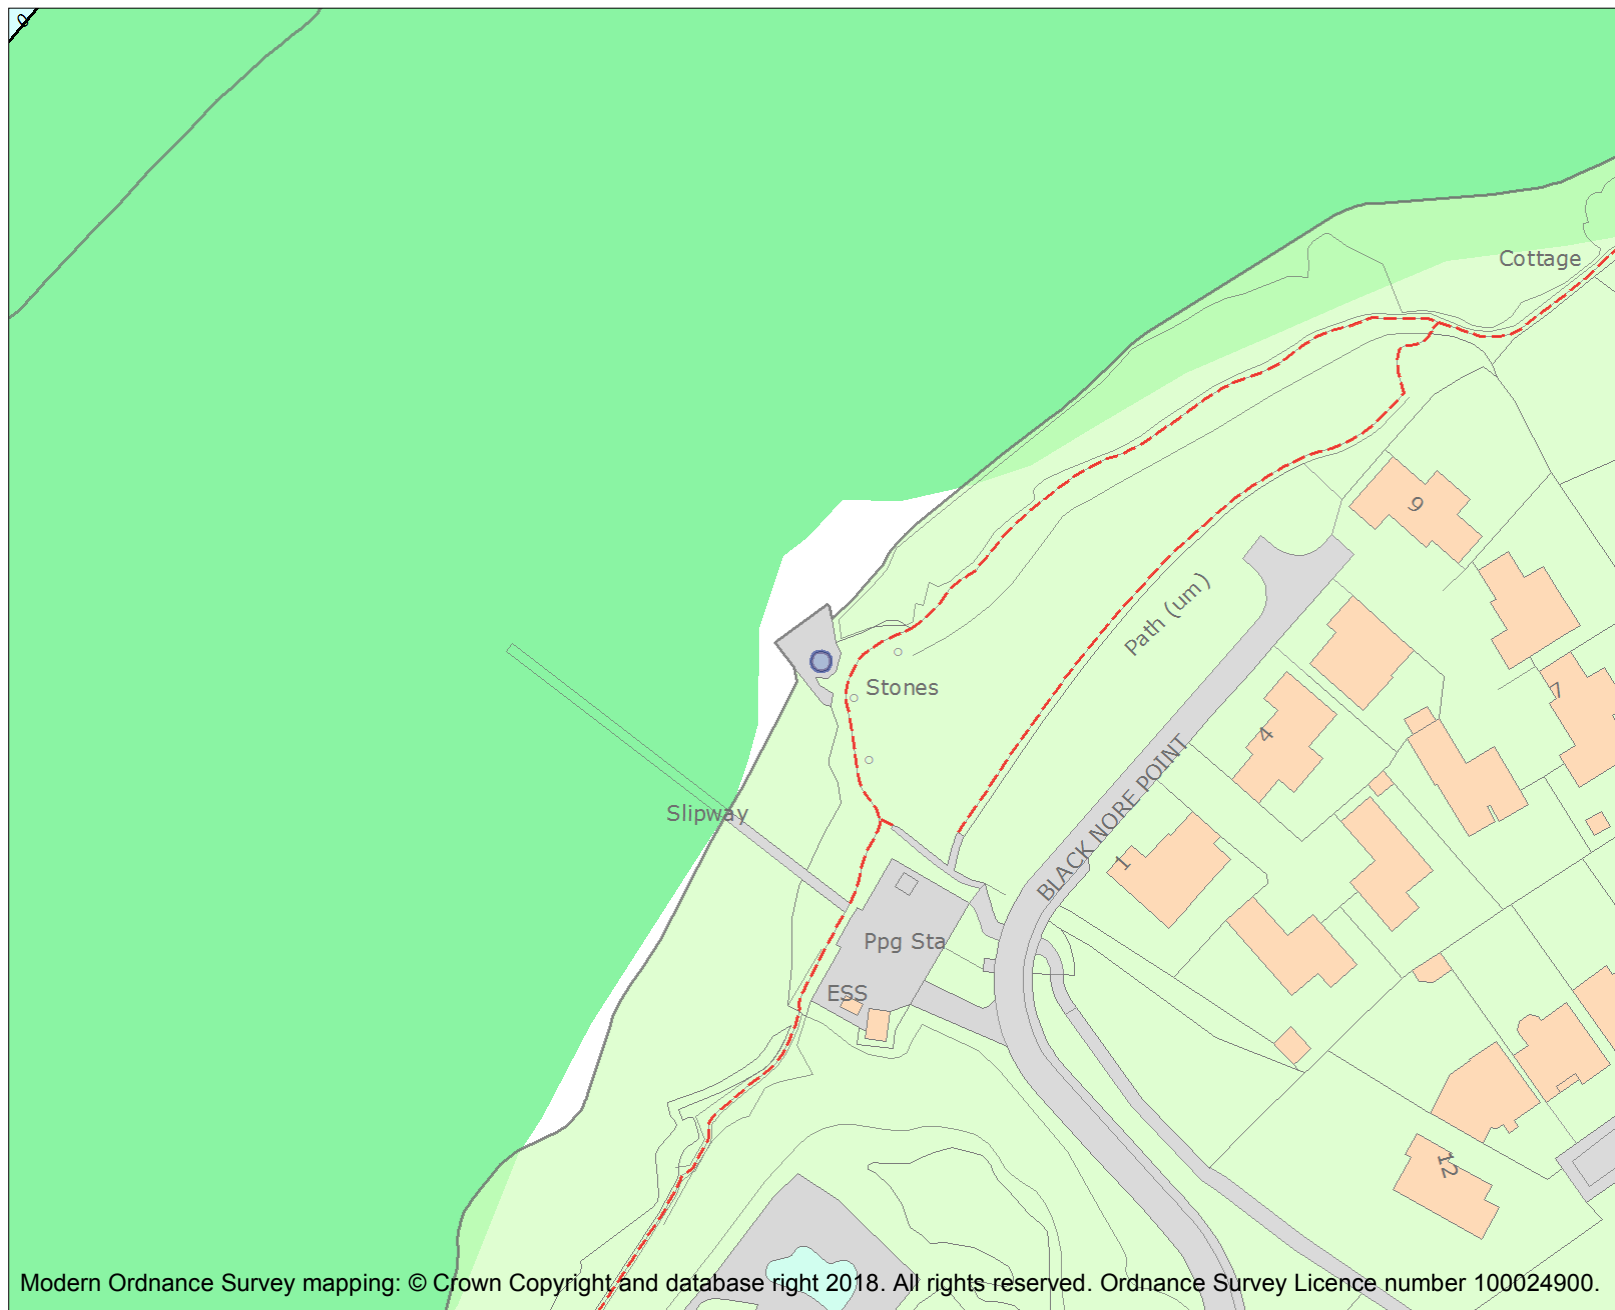 Cottage
9
Path (um)
Stones
7
4
Slipway
BLACK NORE POINT
1
Ppg Sta
ESS
12
Modern Ordnance Survey mapping: © Crown Copyright and database right 2018. All rights reserved. Ordnance Survey Licence number 100024900.